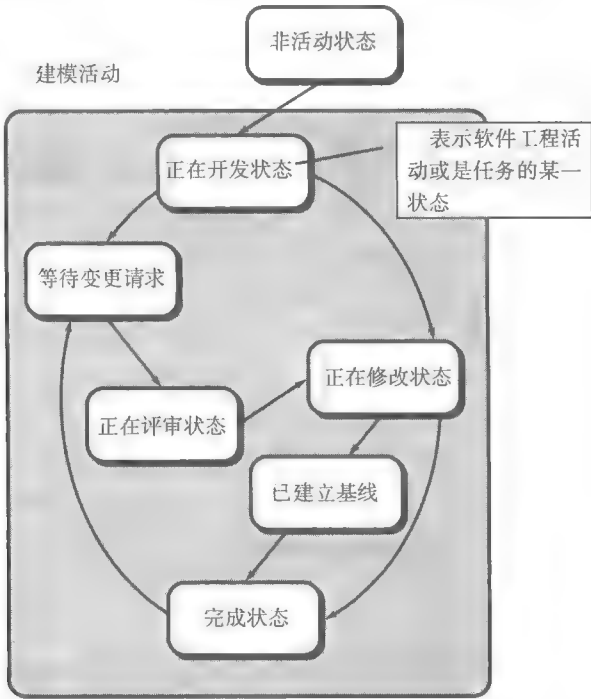 非活动状态
建模活动
正在开发状态
表示软件工程活
动或是任务的某一
状态
等待变更请求
正在修改状态
正在评审状态
已建立基线
完成状态